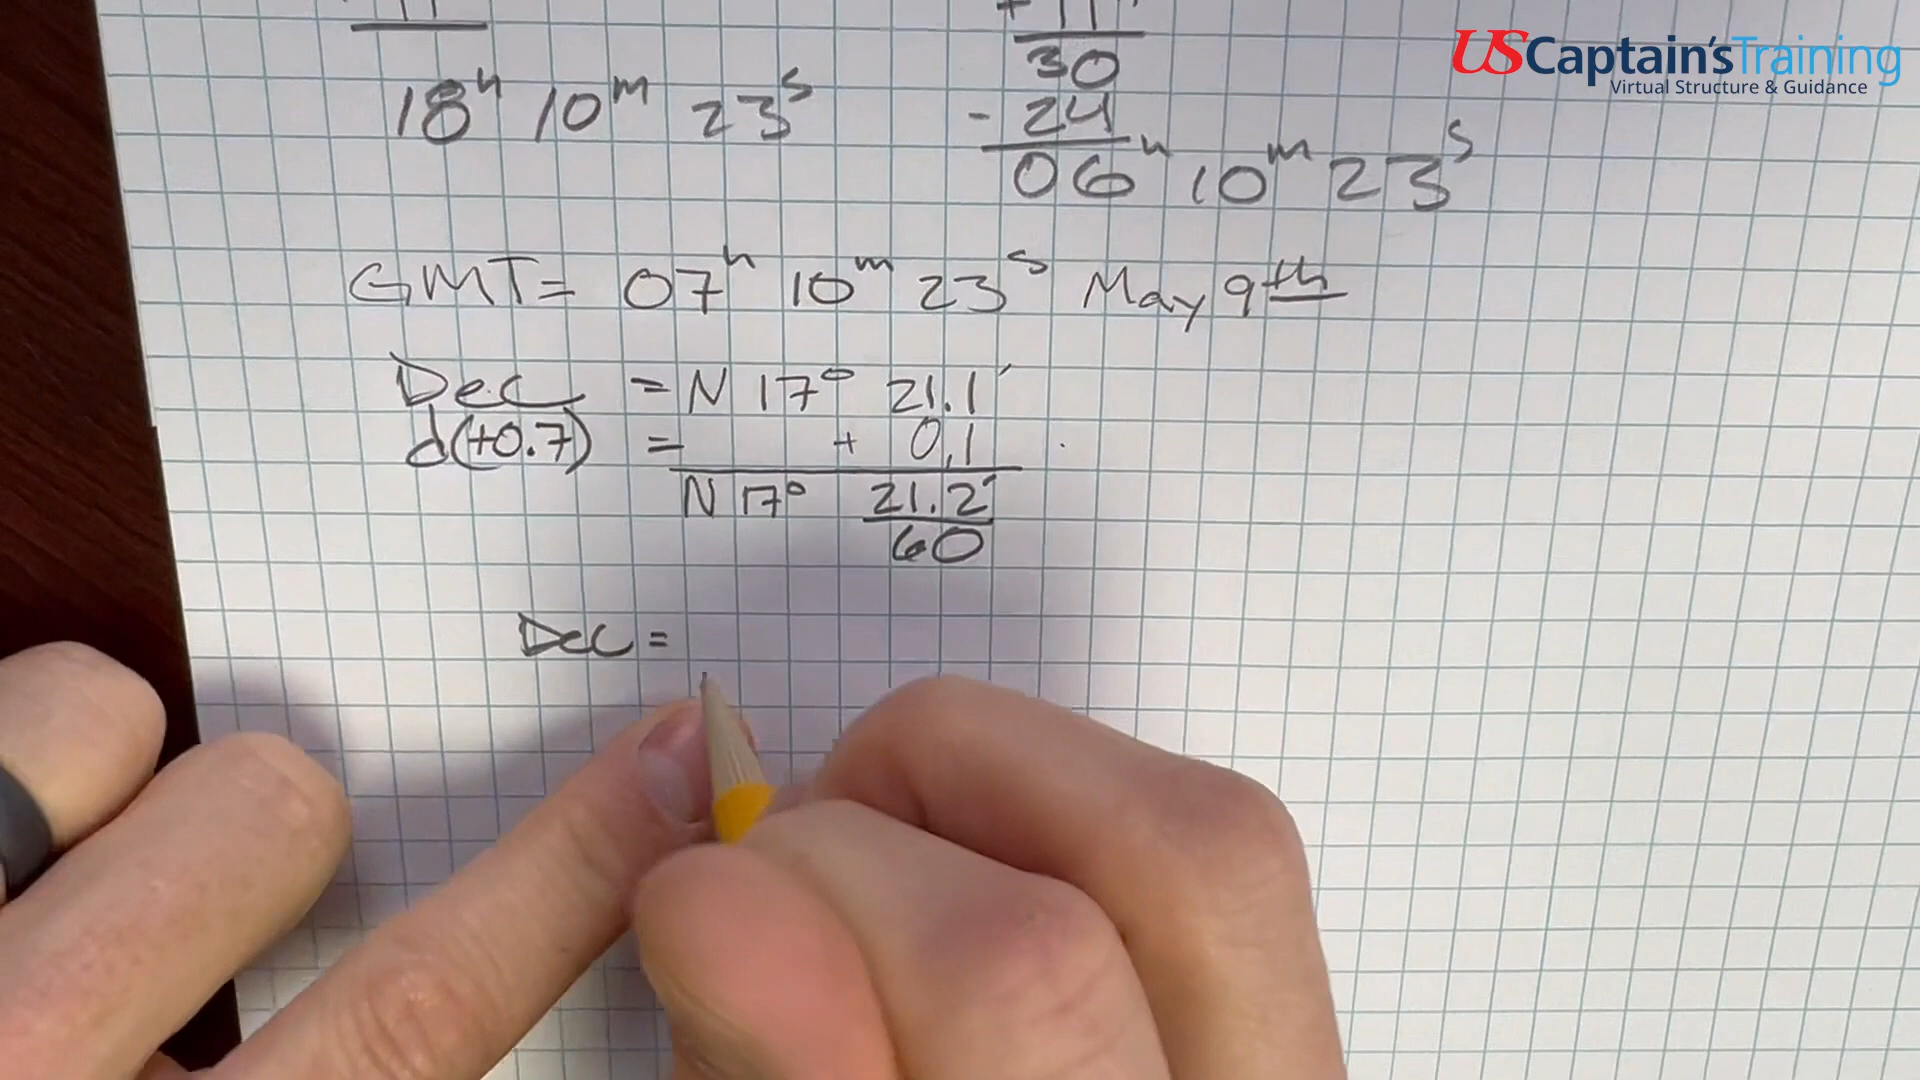 USCaptain'sTraining
Virtual Structure & Guidance
30
18h 10m 23s
- 24
06h 10m 23s
GMT= 07h 10m 23s May 9th
Dec = N 17° 21.1'
d(+0.7) = + 0.1
N 17° 21.2'
60
Dec =